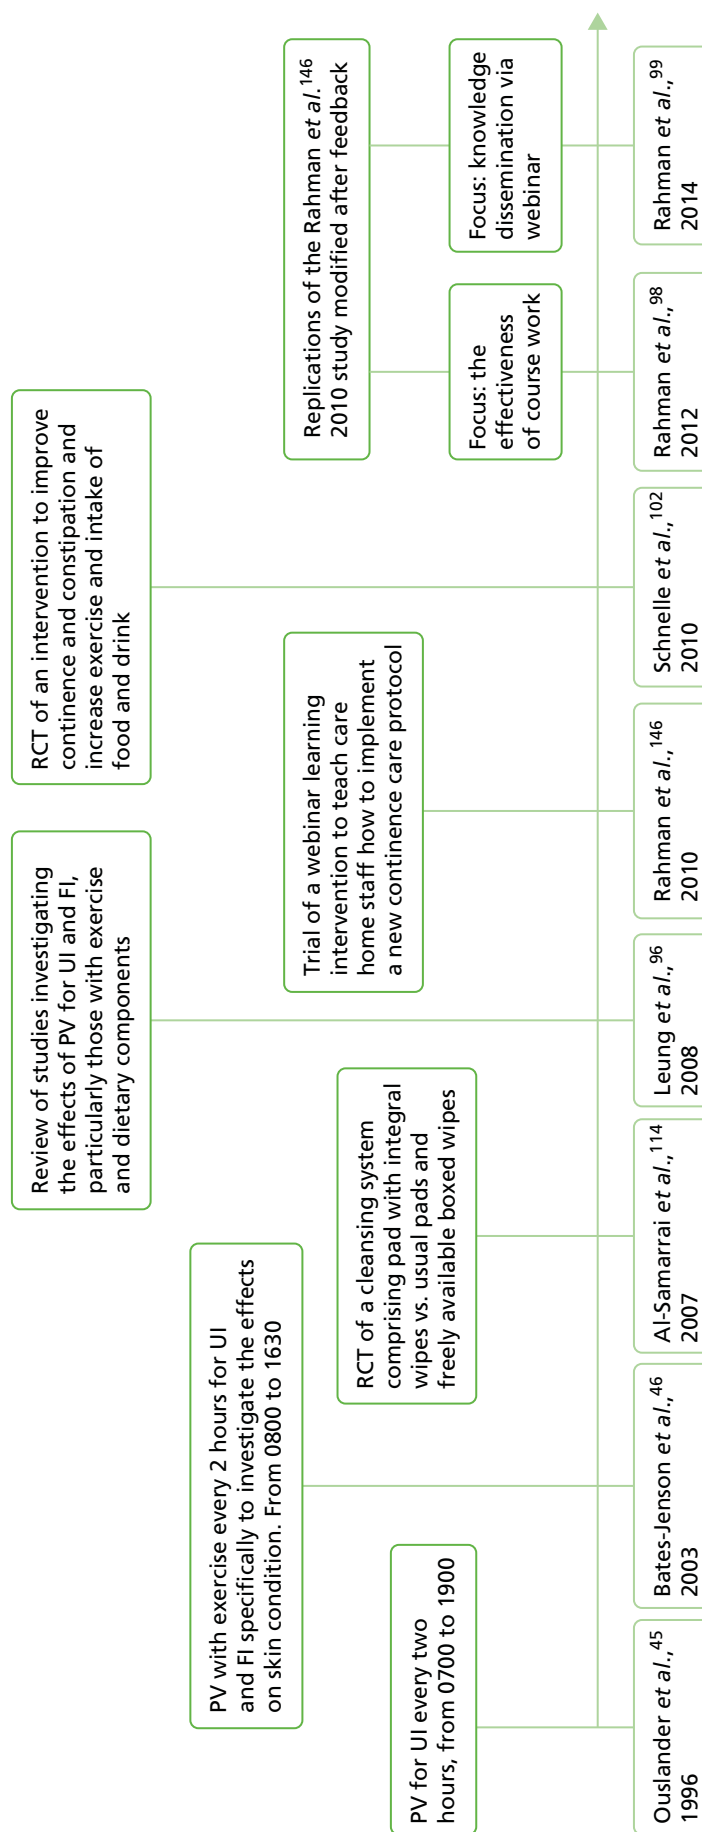 PV for UI every two
hours, from 0700 to 1900
Ouslander et al.,45
1996
PV with exercise every 2 hours for UI
and FI specifically to investigate the effects
on skin condition. From 0800 to 1630
Bates-Jenson et al.,46
2003
RCT of a cleansing system
comprising pad with integral
wipes vs. usual pads and
freely available boxed wipes
Al-Samarrai et al.,114
2007
Review of studies investigating
the effects of PV for UI and FI,
particularly those with exercise
and dietary components
Leung et al.,96
2008
Trial of a webinar learning
intervention to teach care
home staff how to implement
a new continence care protocol
Rahman et al.,146
2010
RCT of an intervention to improve
continence and constipation and
increase exercise and intake of
food and drink
Schnelle et al.,102
2010
Replications of the Rahman et al.146
2010 study modified after feedback
Focus: the
effectiveness
of course work
Rahman et al.,98
2012
Focus: knowledge
dissemination via
webinar
Rahman et al.,99
2014